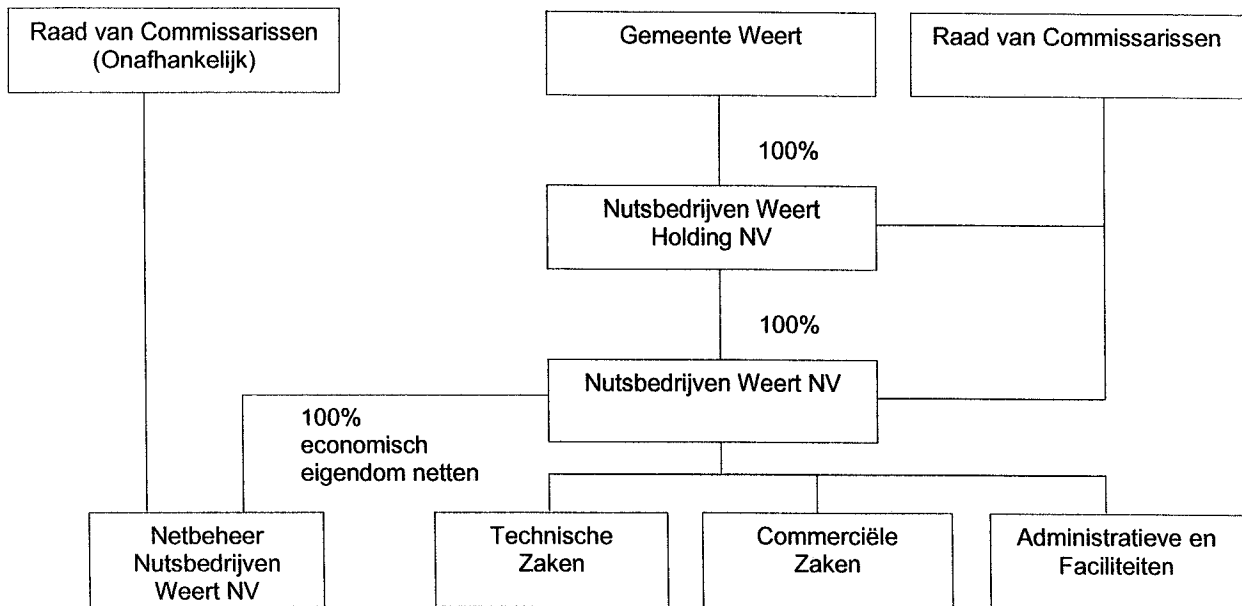 Raad van Commissarissen
(Onafhankelijk)
Gemeente Weert
Raad van Commissarissen
100%
Nutsbedrijven Weert
Holding NV
100%
Nutsbedrijven Weert NV
100%
economisch
eigendom netten
Netbeheer
Nutsbedrijven
Weert NV
Technische
Zaken
Commerciële
Zaken
Administratieve en
Faciliteiten